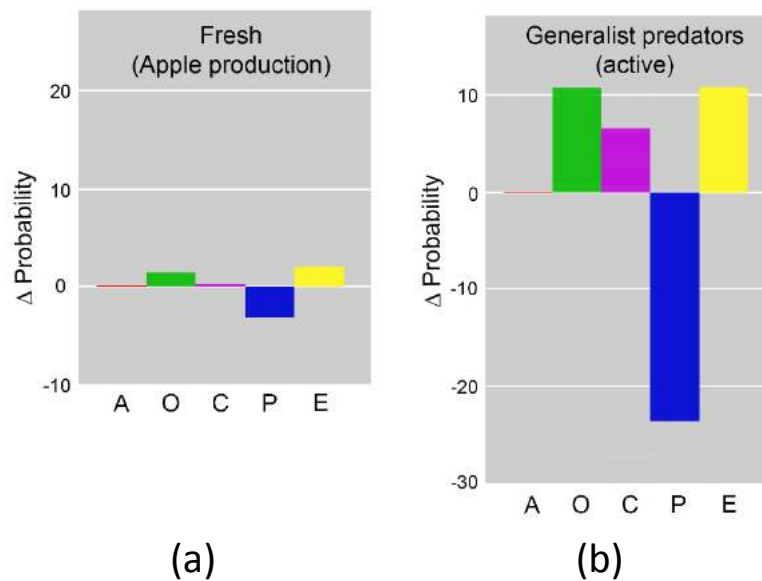 Fresh
(Apple production)
20
10
0
-10
Δ Probability
A O C P E
(a)
Generalist predators
(active)
10
0
-10
-20
-30
Δ Probability
A O C P E
(b)